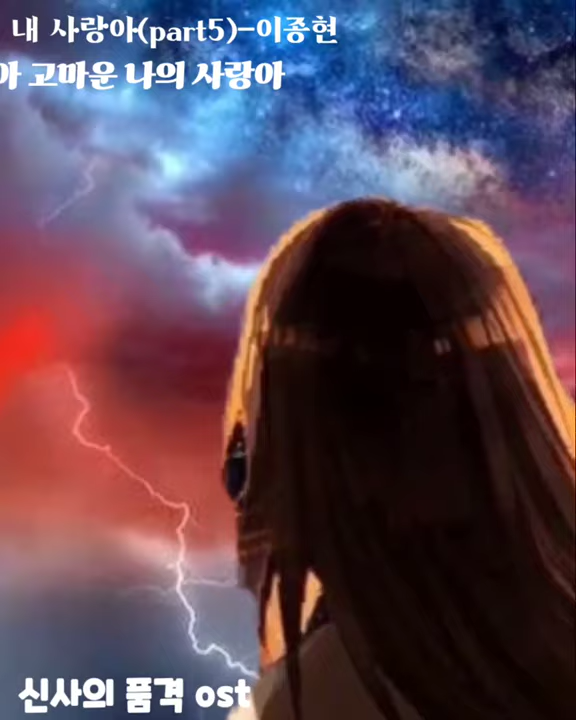 내 사랑아(part5)-이종현
아 고마운 나의 사랑아
신사의 품격 ost